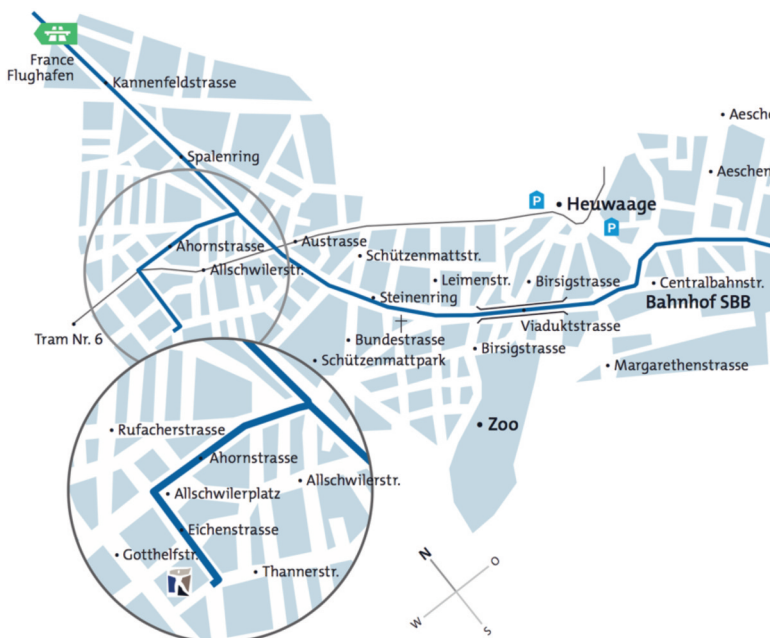 France
Flughafen
Kannenfeldstrasse
Spalenring
Aesche
Aeschen
P
Heuwaage
P
Ahornstrasse
Austrasse
Schützenmattstr.
Allschwilerstr.
Leimenstr.
Birsigstrasse
Centralbahnstr.
Steinenring
Bahnhof SBB
Viaduktstrasse
Tram Nr. 6
Bundestrasse
Birsigstrasse
Schützenmattpark
Margarethenstrasse
Rufacherstrasse
Zoo
Ahornstrasse
Allschwilerstr.
Allschwilerplatz
Eichenstrasse
Gotthelfstr.
Thannerstr.
N
O
W
S